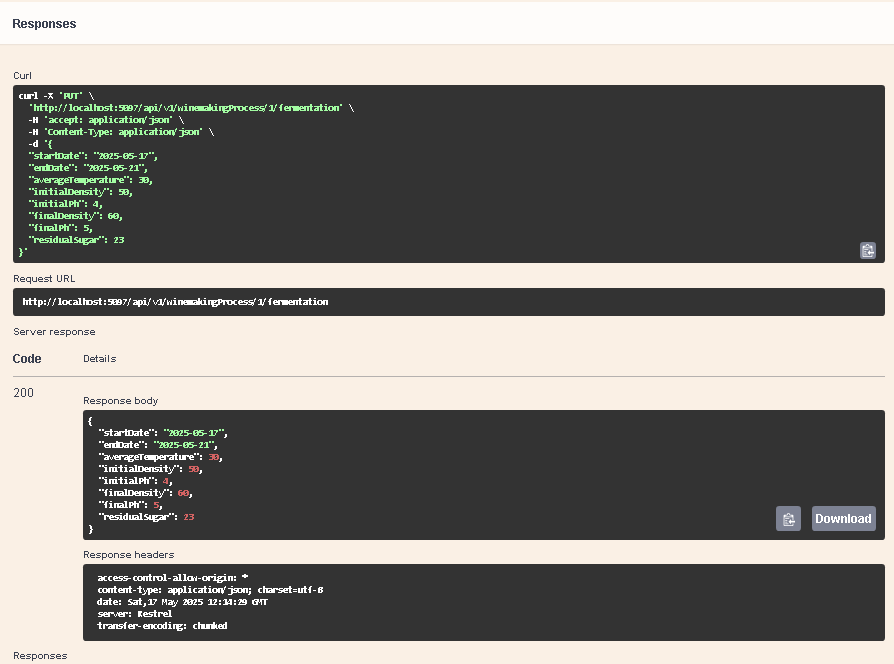 Responses
Curl
curl -X 'PUT' \
'http://localhost:5097/api/v1/WinemakingProcess/1/fermentation' \
-H 'accept: application/json' \
-H 'Content-Type: application/json' \
-d '{
"startDate": "2025-05-17",
"endDate": "2025-05-21",
"averageTemperature": 30,
"initialDensity": 50,
"initialPh": 4,
"finalDensity": 60,
"finalPh": 5,
"residualSugar": 23
}'
Request URL
http://localhost:5097/api/v1/WinemakingProcess/1/fermentation
Server response
Code Details
200
Response body
{
"startDate": "2025-05-17",
"endDate": "2025-05-21",
"averageTemperature": 30,
"initialDensity": 50,
"initialPh": 4,
"finalDensity": 60,
"finalPh": 5,
"residualSugar": 23
}
Download
Response headers
access-control-allow-origin: *
content-type: application/json; charset=utf-8
date: Sat,17 May 2025 12:14:29 GMT
server: Kestrel
transfer-encoding: chunked
Responses